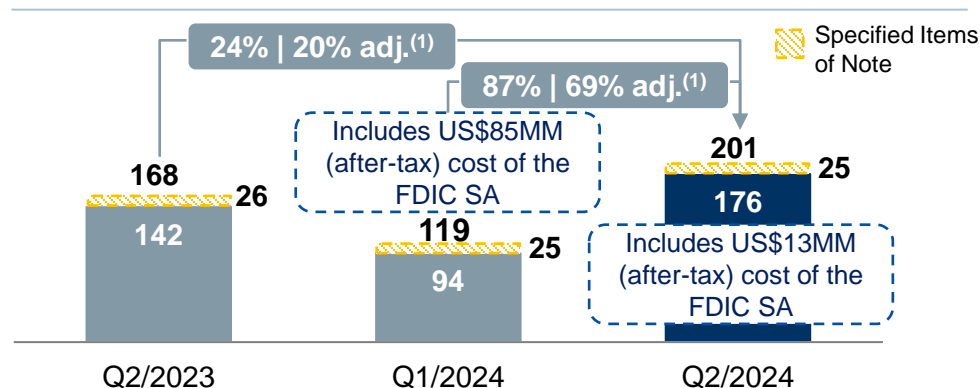 24% | 20% adj.(1)
Specified Items
of Note
87% | 69% adj.(1)
Includes US$85MM
(after-tax) cost of the
FDIC SA
168
26
142
119
25
94
201
25
176
Includes US$13MM
(after-tax) cost of the
FDIC SA
Q2/2023
Q1/2024
Q2/2024